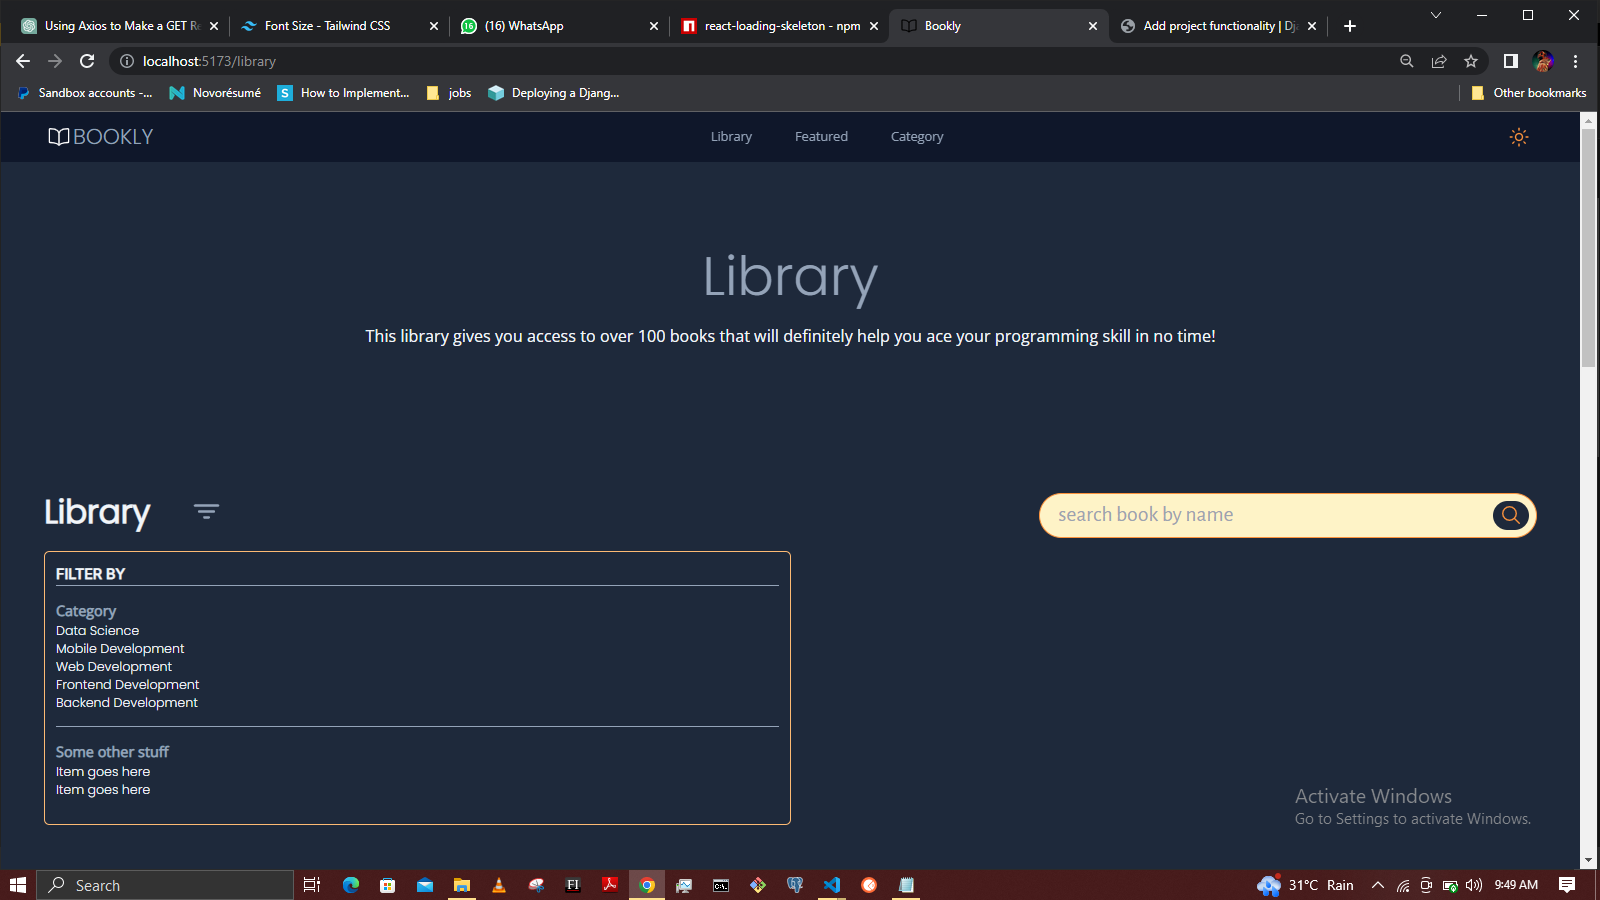 Using Axios to Make a GET Re
Font Size - Tailwind CSS
16
(16) WhatsApp
react-loading-skeleton - npm
Bookly
Add project functionality | Dja
localhost:5173/library
Sandbox accounts -...
Novorésumé
S
How to Implement...
jobs
Deploying a Djang...
Other bookmarks
BOOKLY
Library
Featured
Category
Library
This library gives you access to over 100 books that will definitely help you ace your programming skill in no time!
Library
search book by name
FILTER BY
Category
Data Science
Mobile Development
Web Development
Frontend Development
Backend Development
Some other stuff
Item goes here
Item goes here
Activate Windows
Go to Settings to activate Windows.
Search
FI
31°C Rain
9:49 AM